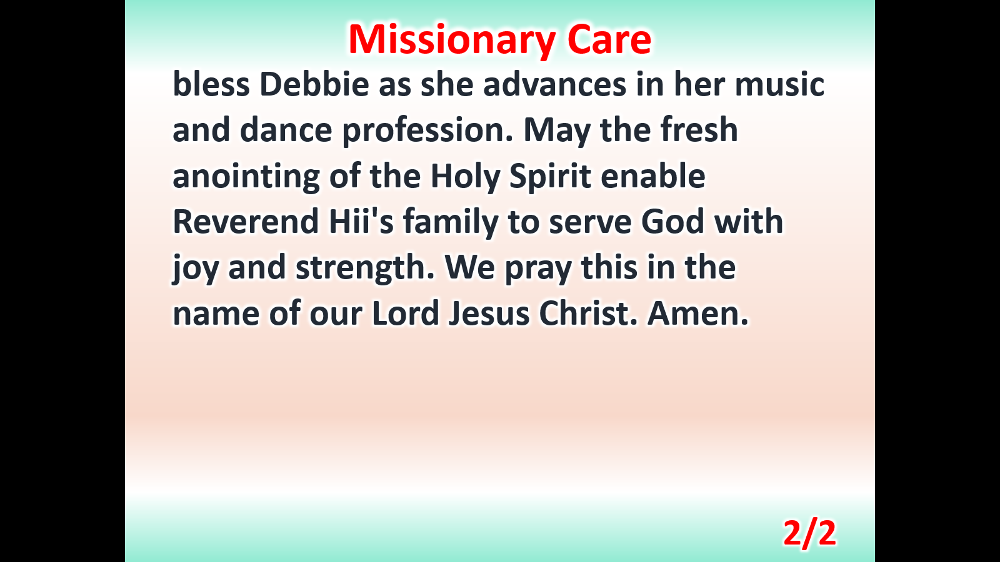 Missionary Care
bless Debbie as she advances in her music
and dance profession. May the fresh
anointing of the Holy Spirit enable
Reverend Hii's family to serve God with
joy and strength. We pray this in the
name of our Lord Jesus Christ. Amen.
2/2